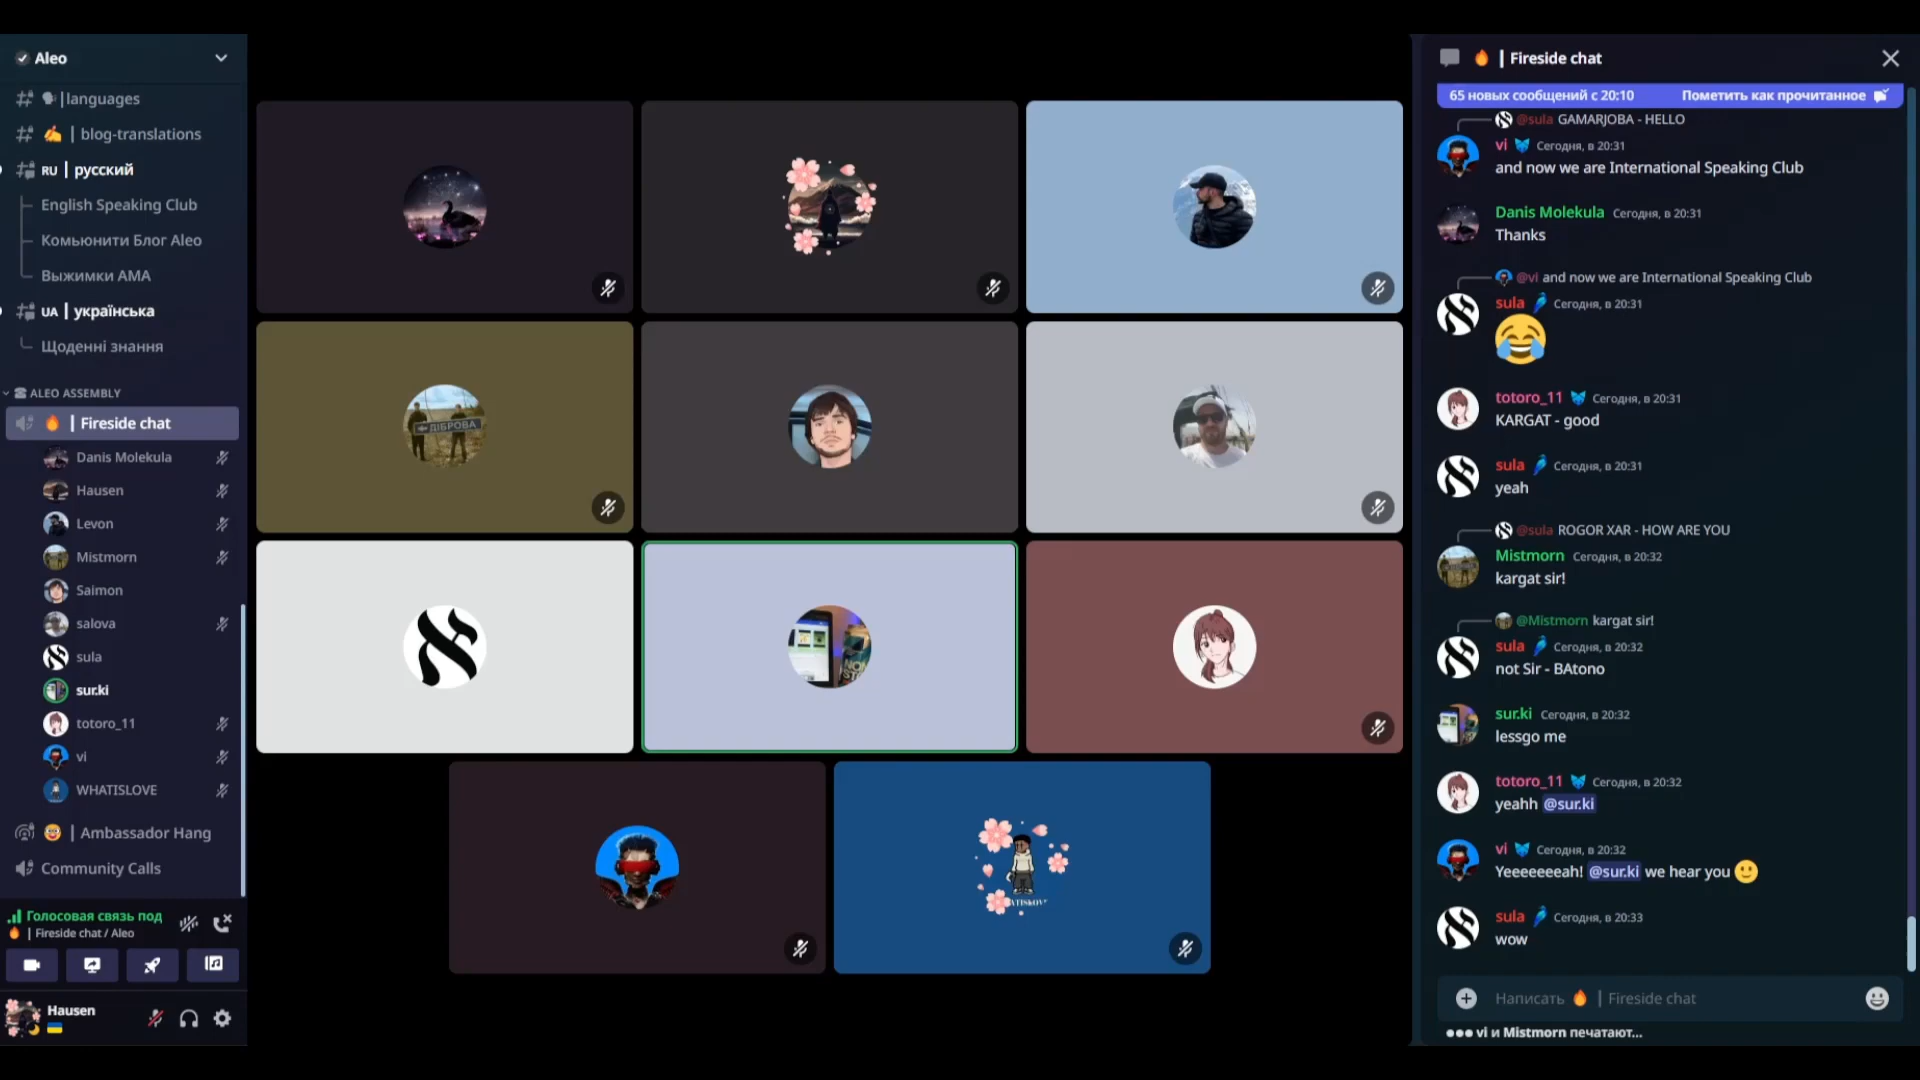 Aleo
|languages
| blog-translations
RU | русский
English Speaking Club
Комьюнити Блог Aleo
Выжимки АМА
UA | українська
Щоденні знання
ALEO ASSEMBLY
| Fireside chat
Danis Molekula
Hausen
Levon
Mistmorn
Saimon
salova
sula
sur.ki
totoro_11
vi
WHATISLOVE
| Ambassador Hang
Community Calls
Голосовая связь под
| Fireside chat / Aleo
Hausen
ДІБРОВА
| Fireside chat
65 новых сообщений с 20:10 Пометить как прочитанное
@sula GAMARJOBA - HELLO
vi Сегодня, в 20:31
and now we are International Speaking Club
Danis Molekula Сегодня, в 20:31
Thanks
@vi and now we are International Speaking Club
sula Сегодня, в 20:31
totoro_11 Сегодня, в 20:31
KARGAT - good
sula Сегодня, в 20:31
yeah
@sula ROGOR XAR - HOW ARE YOU
Mistmorn Сегодня, в 20:32
kargat sir!
@Mistmorn kargat sir!
sula Сегодня, в 20:32
not Sir - BAtono
sur.ki Сегодня, в 20:32
lessgo me
totoro_11 Сегодня, в 20:32
yeahh @sur.ki
vi Сегодня, в 20:32
Yeeeeeeeah! @sur.ki we hear you
sula Сегодня, в 20:33
wow
Написать | Fireside chat
vi и Mistmorn печатают...